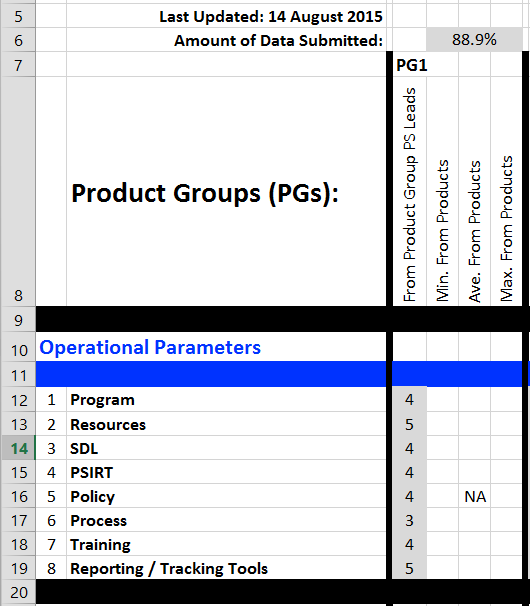 5 Last Updated: 14 August 2015
6 Amount of Data Submitted: 88.9%
7 PG1
8 Product Groups (PGs): From Product Group PS Leads Min. From Products Ave. From Products Max. From Products
9
10 Operational Parameters
11
12 1 Program 4
13 2 Resources 5
14 3 SDL 4
15 4 PSIRT 4
16 5 Policy 4 NA
17 6 Process 3
18 7 Training 4
19 8 Reporting / Tracking Tools 5
20